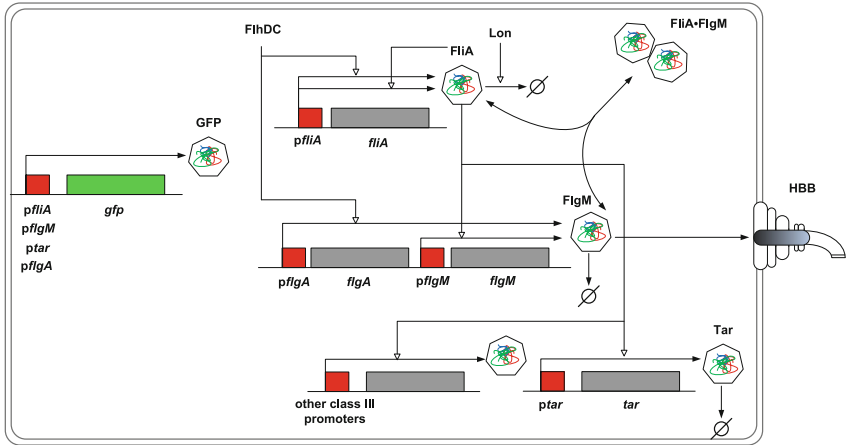 FlhDC
FliA
Lon
FliA•FlgM
GFP
pfliA
fliA
pfliA
gfp
pflgM
ptar
pflgA
FlgM
HBB
pflgA
flgA
pflgM
flgM
Tar
other class III
promoters
ptar
tar